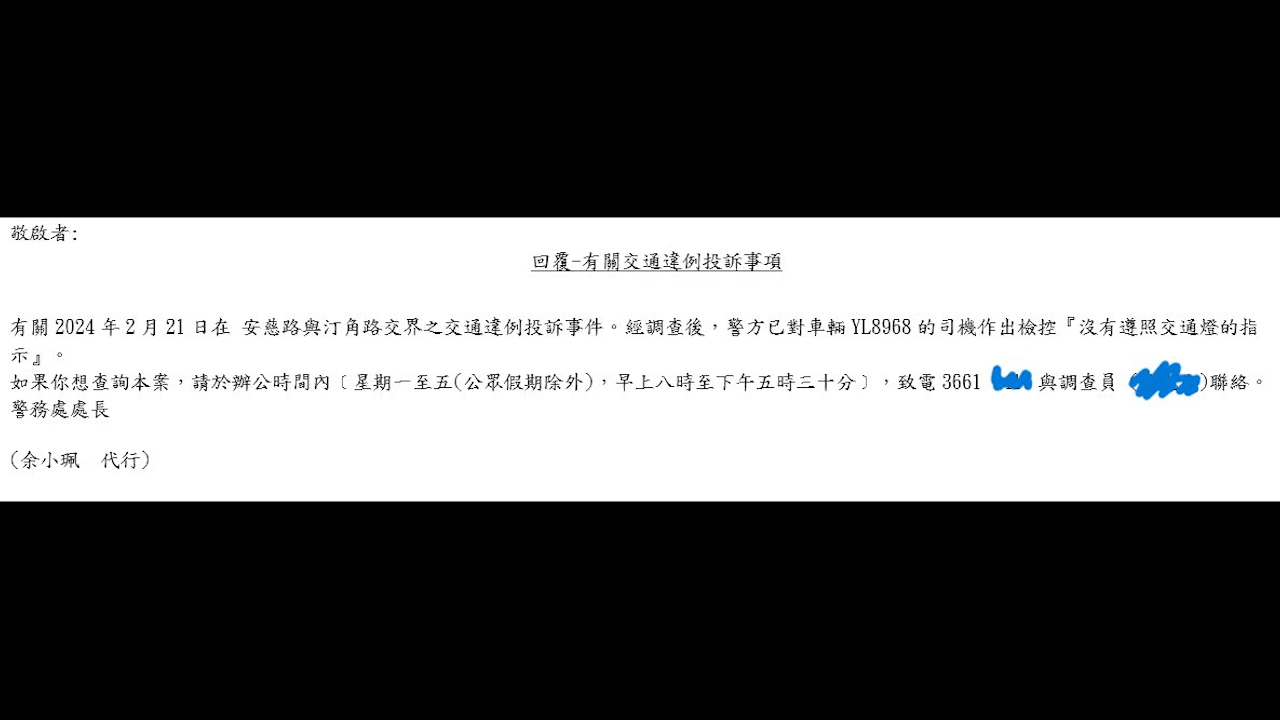 敬啟者:
回覆-有關交通違例投訴事項
有關 2024 年 2 月 21 日在 安慈路與汀角路交界之交通違例投訴事件。經調查後，警方已對車輛 YL8968 的司機作出檢控『沒有遵照交通燈的指
示』。
如果你想查詢本案，請於辦公時間內﹝星期一至五(公眾假期除外)，早上八時至下午五時三十分﹞，致電 3661 與調查員 )聯絡。
警務處處長
(余小珮　代行)